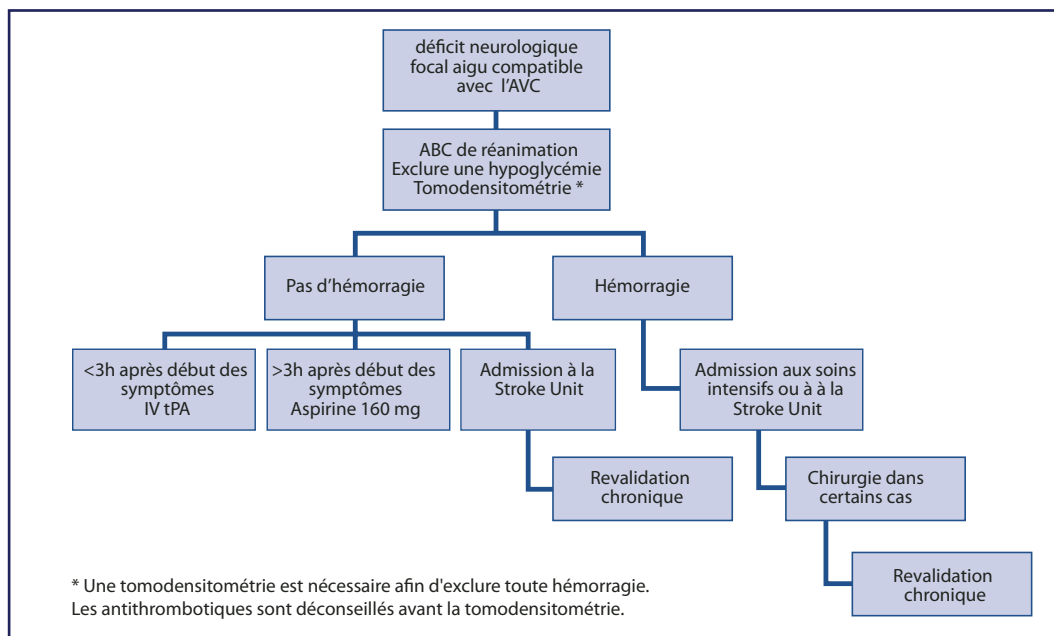 déficit neurologique
focal aigu compatible
avec l'AVC
ABC de réanimation
Exclure une hypoglycémie
Tomodensitométrie *
Pas d’hémorragie
Hémorragie
<3h après début des
symptômes
IV tPA
>3h après début des
symptômes
Aspirine 160 mg
Admission à la
Stroke Unit
Admission aux soins
intensifs ou à à la
Stroke Unit
Revalidation
chronique
Chirurgie dans
certains cas
Revalidation
chronique
* Une tomodensitométrie est nécessaire afin d'exclure toute hémorragie.
Les antithrombotiques sont déconseillés avant la tomodensitométrie.